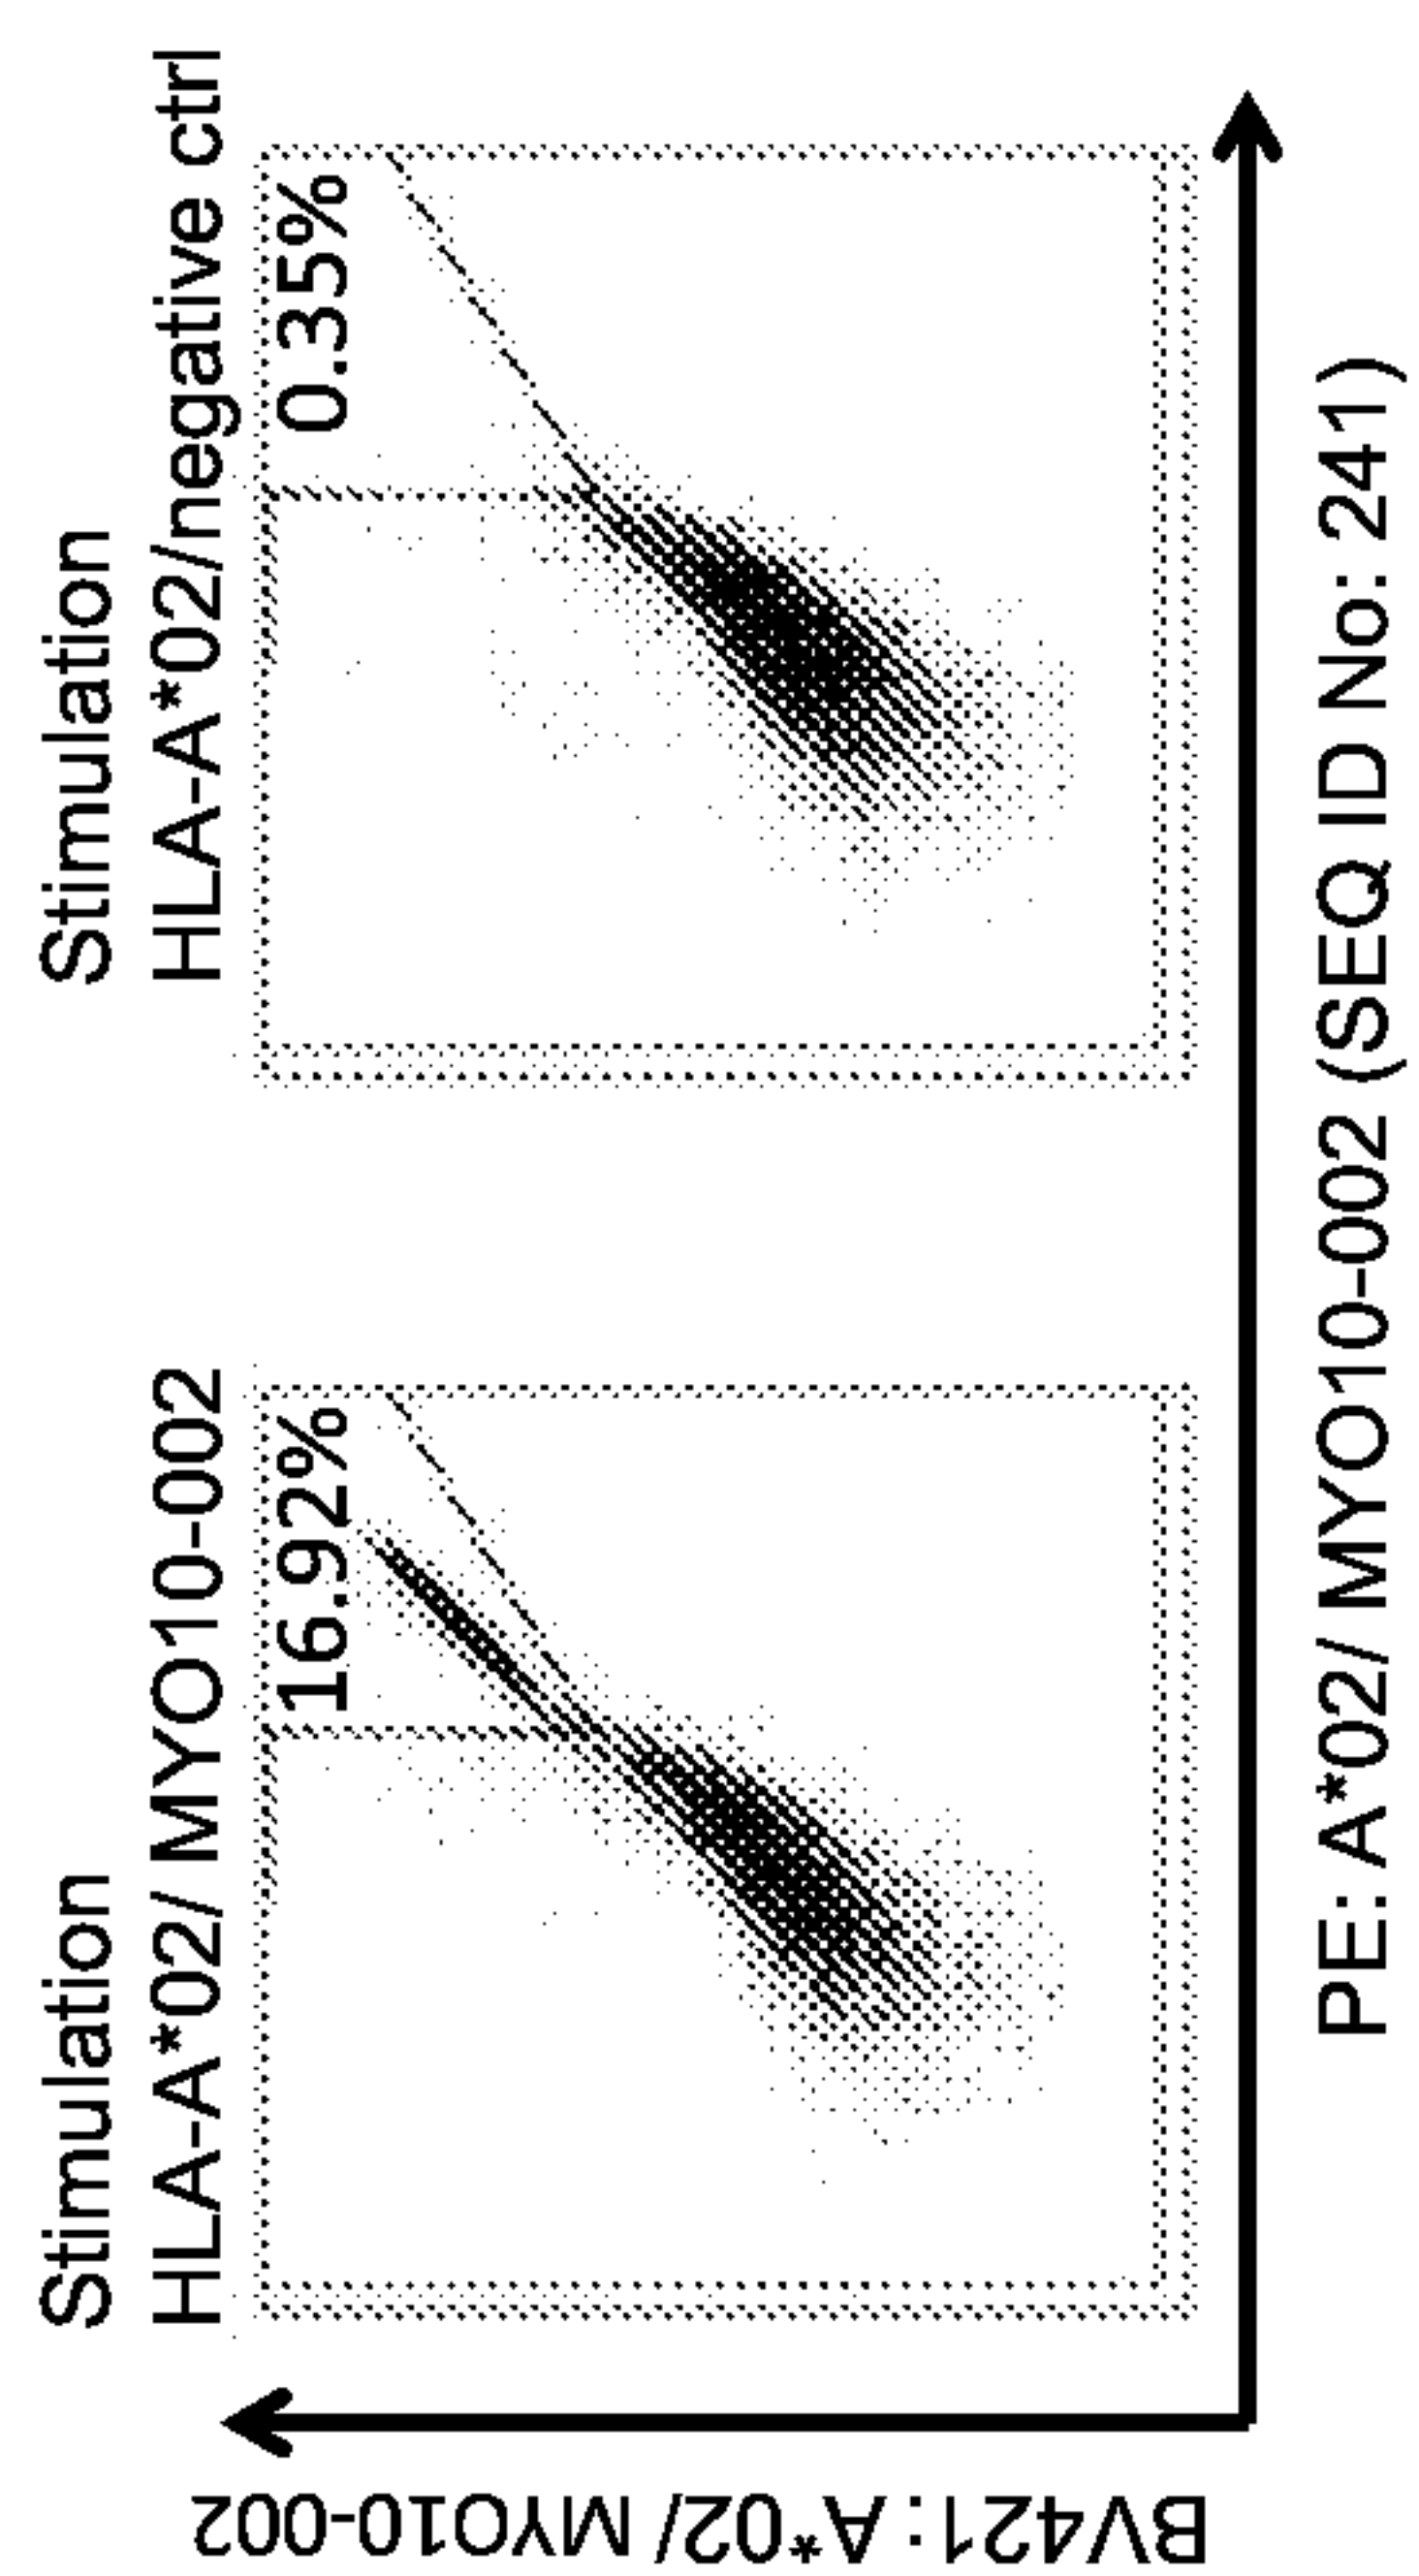 Stimulation
HLA-A*02/ MYO10-002
16.92%
Stimulation
HLA-A*02/negative ctrl
0.35%
BV421: A*02/ MYO10-002
PE: A*02/ MYO10-002 (SEQ ID No: 241)